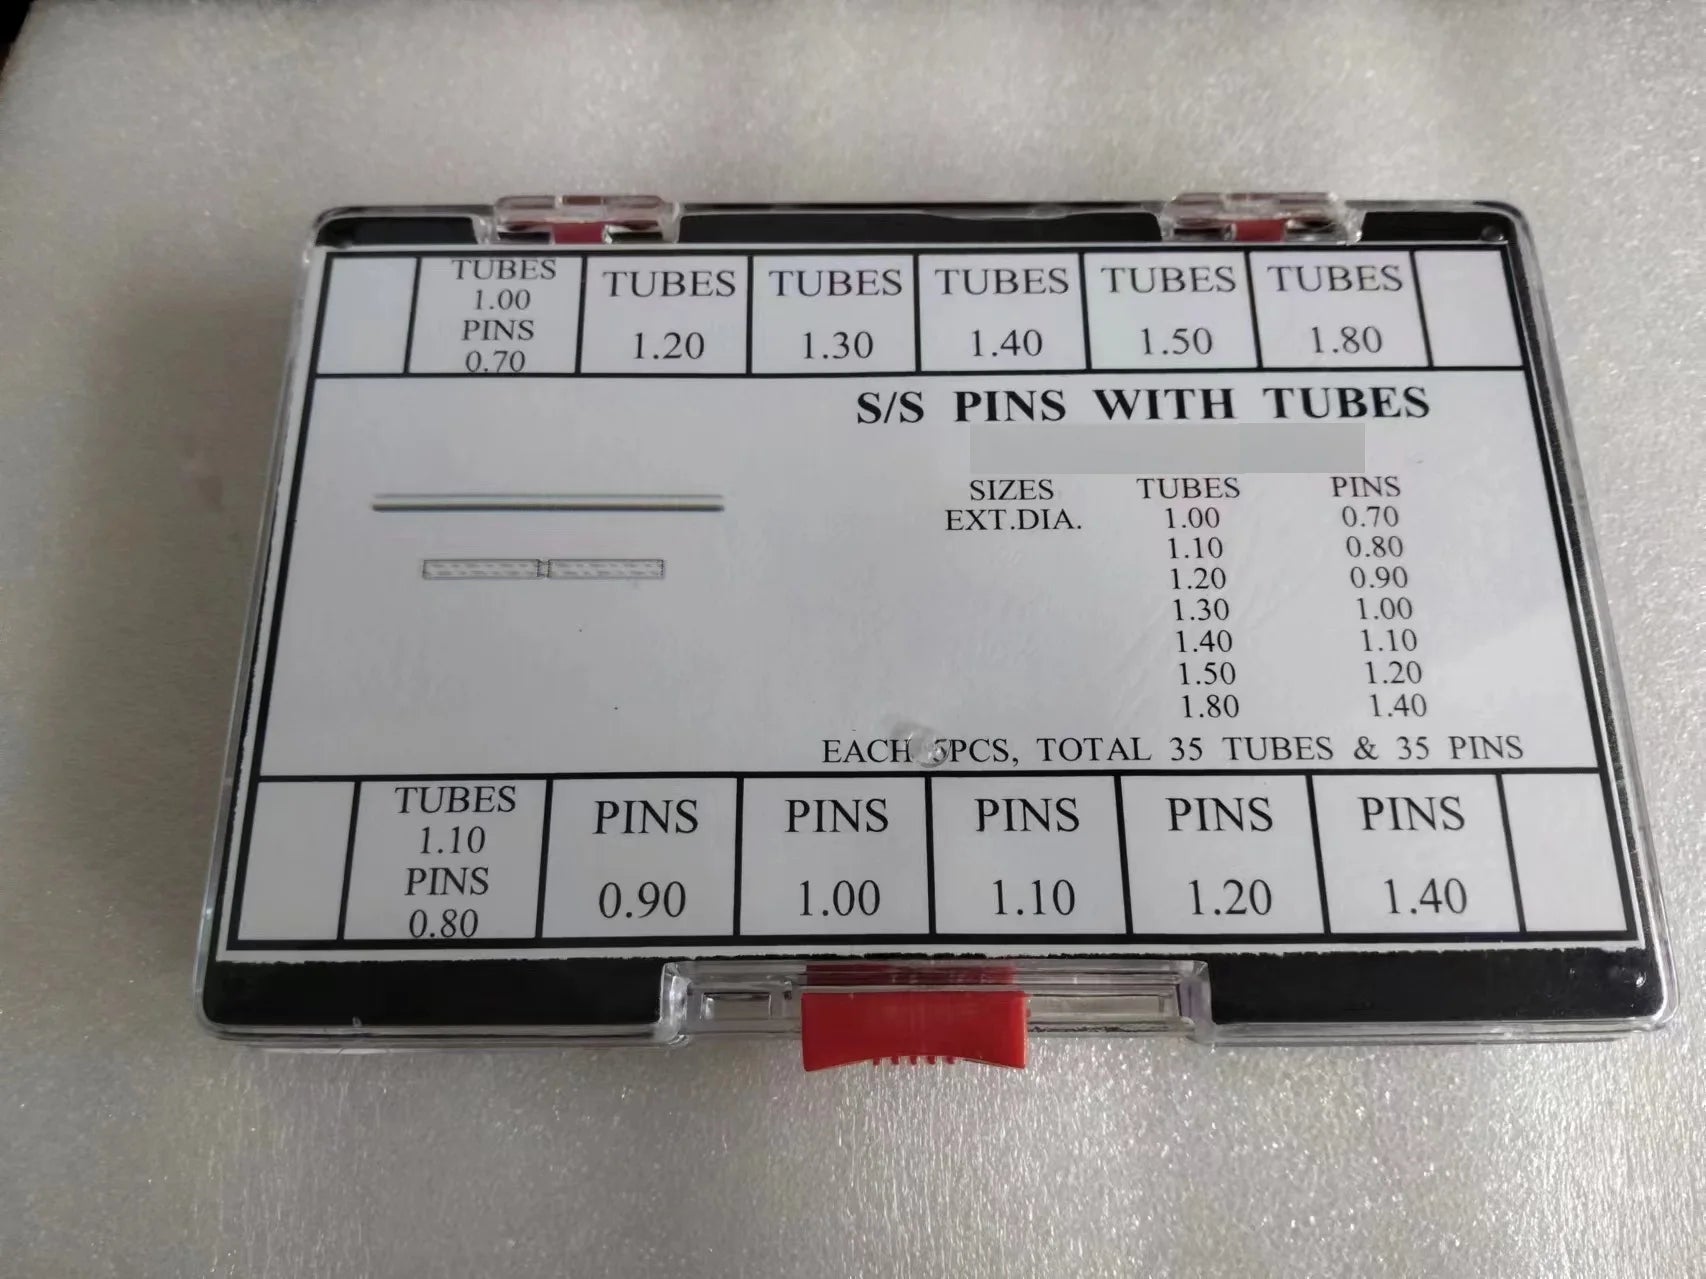 TUBES
1.00
PINS
0.70
TUBES
1.20
TUBES
1.30
TUBES
1.40
TUBES
1.50
TUBES
1.80
S/S PINS WITH TUBES
SIZES TUBES PINS
EXT.DIA. 1.00 0.70
1.10 0.80
1.20 0.90
1.30 1.00
1.40 1.10
1.50 1.20
1.80 1.40
EACH 5PCS, TOTAL 35 TUBES & 35 PINS
TUBES
1.10
PINS
0.80
PINS
0.90
PINS
1.00
PINS
1.10
PINS
1.20
PINS
1.40